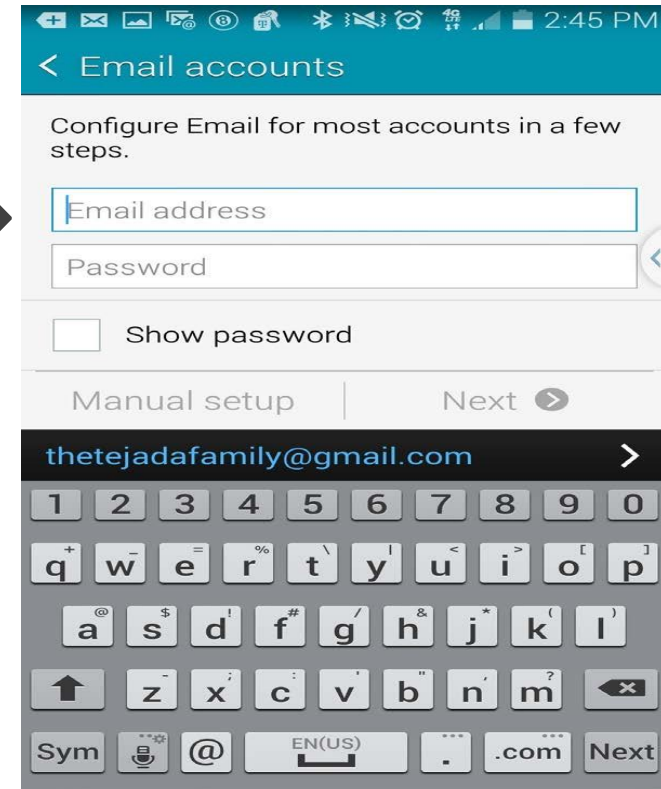 4G LTE 2:45 PM
Email accounts
Configure Email for most accounts in a few
steps.
Email address
Password
Show password
Manual setup Next
thetejadafamily@gmail.com
1 2 3 4 5 6 7 8 9 0
+ - = % \ | < > [ ]
q w e r t y u i o p
@ $ ! # / & * ( )
a s d f g h j k l
- ; : , " ' ?
z x c v b n m
EN(US)
Sym @ . .com Next